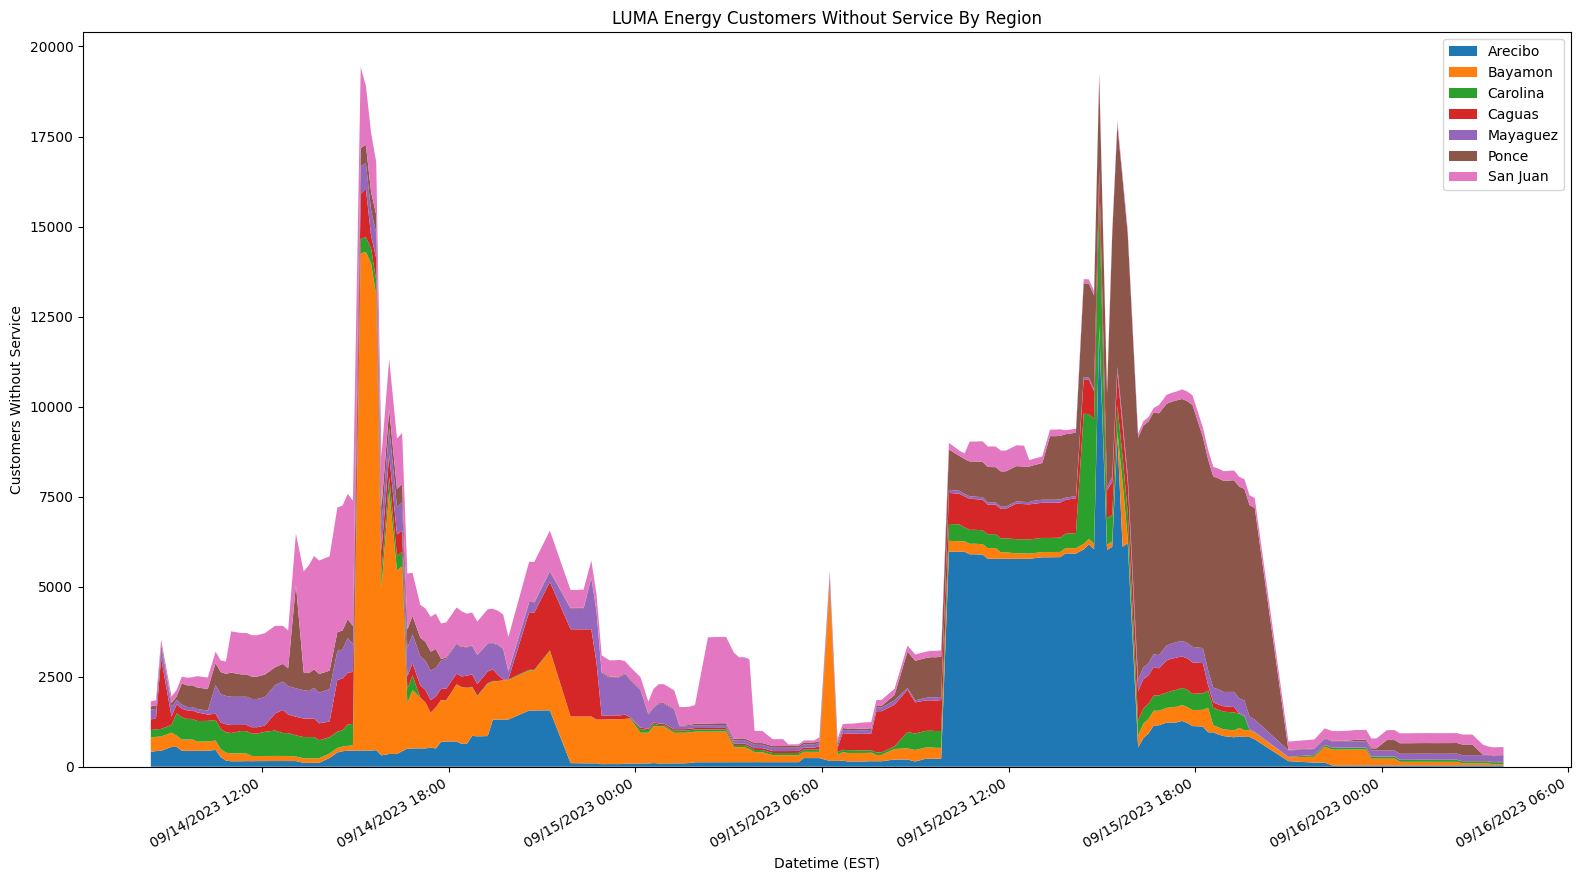 LUMA Energy Customers Without Service By Region
20000
17500
15000
12500
10000
7500
5000
2500
0
Customers Without Service
Arecibo
Bayamon
Carolina
Caguas
Mayaguez
Ponce
San Juan
09/14/2023 12:00
09/14/2023 18:00
09/15/2023 00:00
09/15/2023 06:00
09/15/2023 12:00
09/15/2023 18:00
09/16/2023 00:00
09/16/2023 06:00
Datetime (EST)